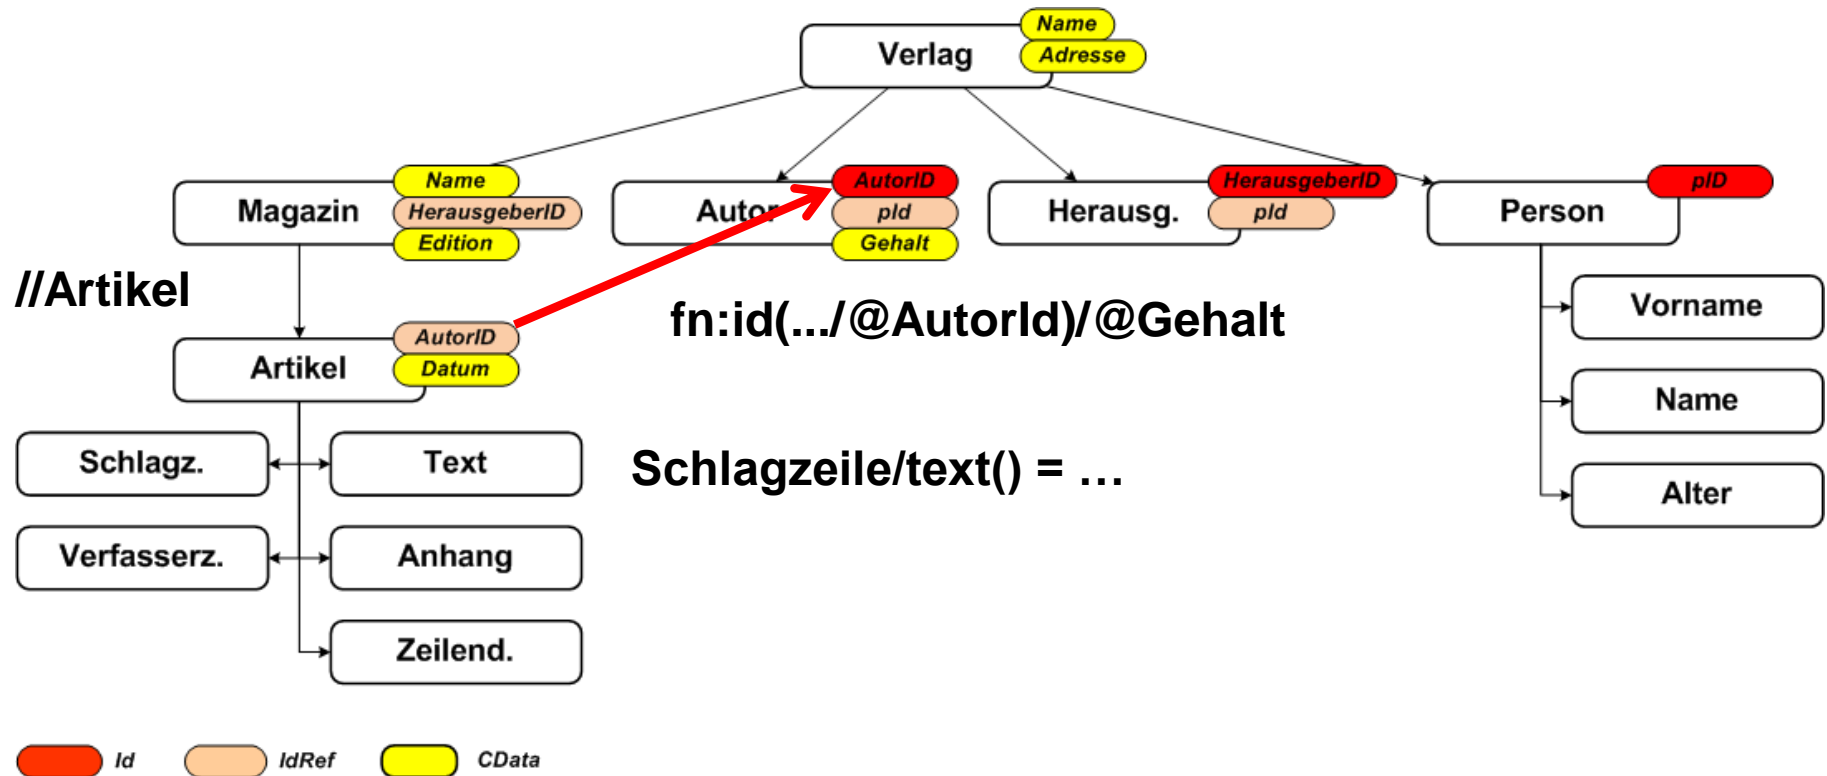 Name
Verlag
Adresse
Name
HerausgeberID
Edition
Magazin
AutorID
pId
Gehalt
Autor
HerausgeberID
pId
Herausg.
pID
Person
//Artikel
fn:id(.../@AutorId)/@Gehalt
Vorname
AutorID
Datum
Artikel
Name
Schlagz.
Text
Schlagzeile/text() = …
Alter
Verfasserz.
Anhang
Zeilend.
Id
IdRef
CData